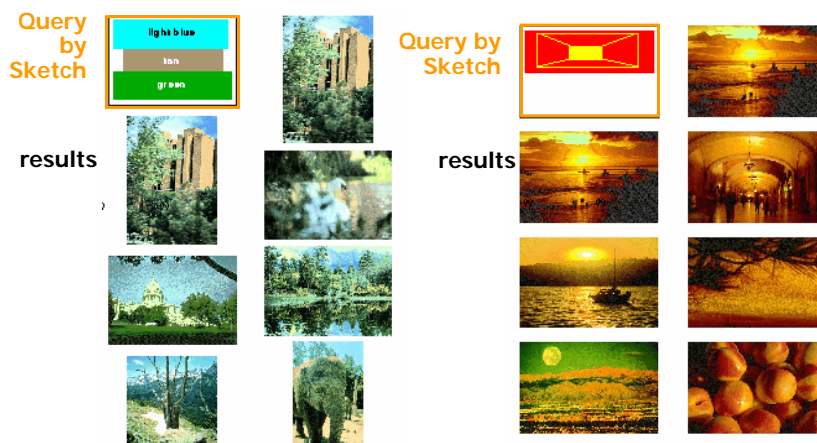 Query
by
Sketch
light blue
tan
green
results
Query by
Sketch
results